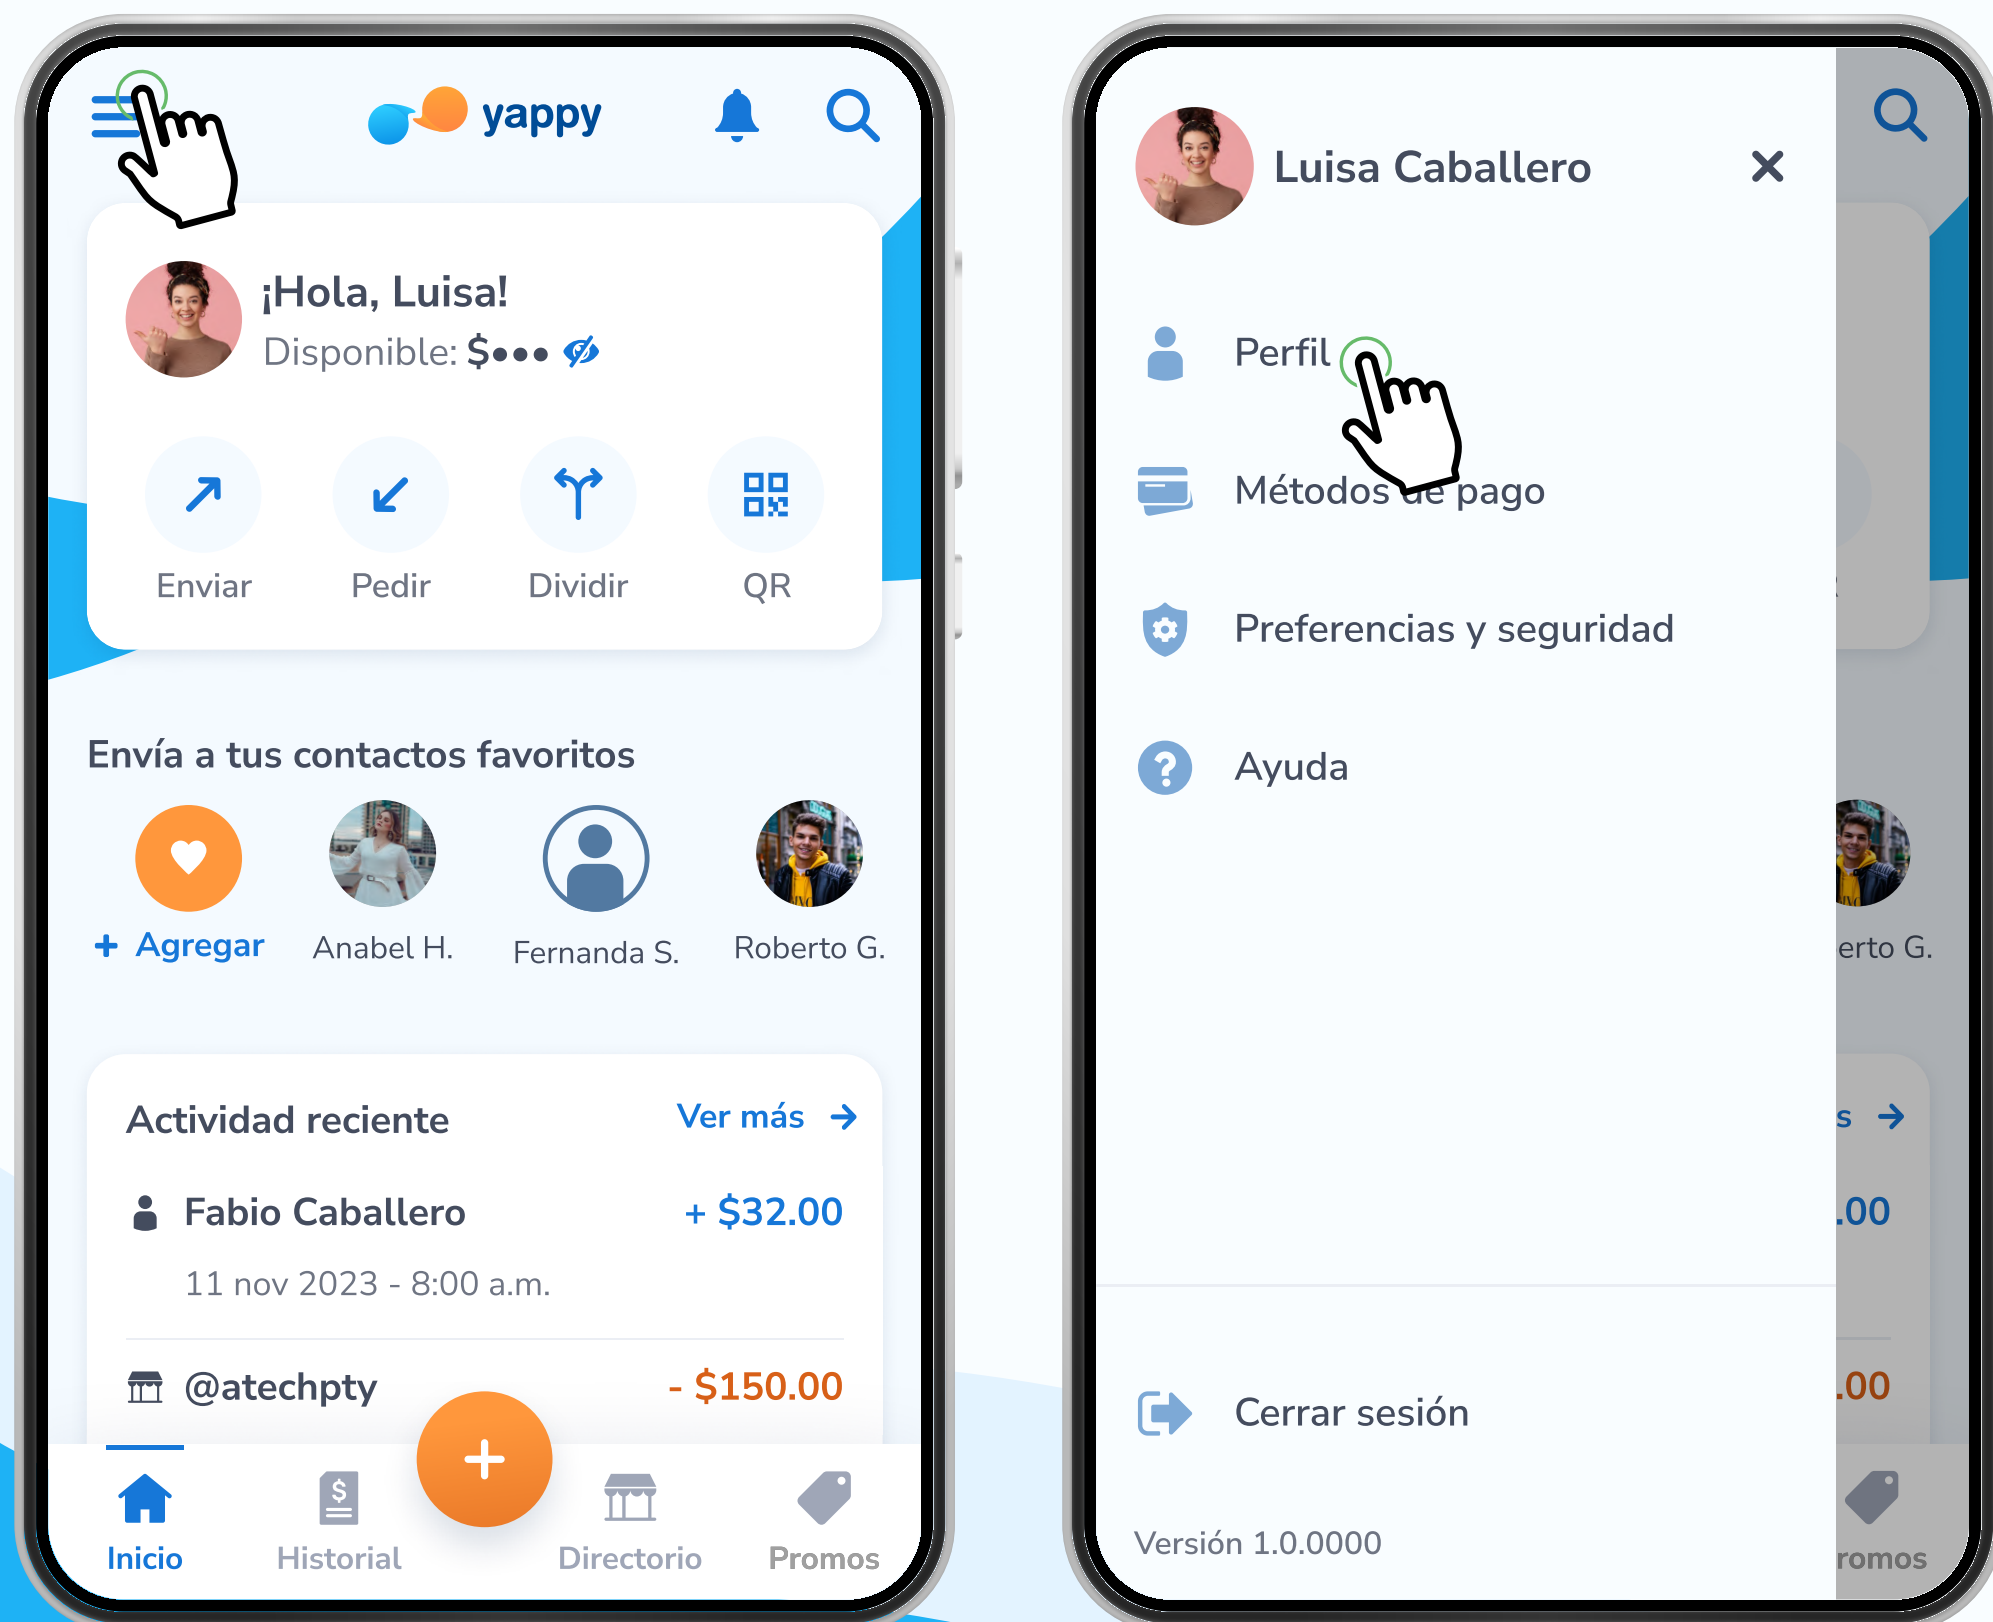 yappy
¡Hola, Luisa!
Disponible: $•••
Enviar
Pedir
Dividir
QR
Envía a tus contactos favoritos
+ Agregar
Anabel H.
Fernanda S.
Roberto G.
Actividad reciente
Ver más
Fabio Caballero
+ $32.00
11 nov 2023 - 8:00 a.m.
@atechpty
- $150.00
Inicio
Historial
Directorio
Promos
Luisa Caballero
Perfil
Métodos de pago
Preferencias y seguridad
Ayuda
erto G.
s
.00
.00
Cerrar sesión
Versión 1.0.0000
romos